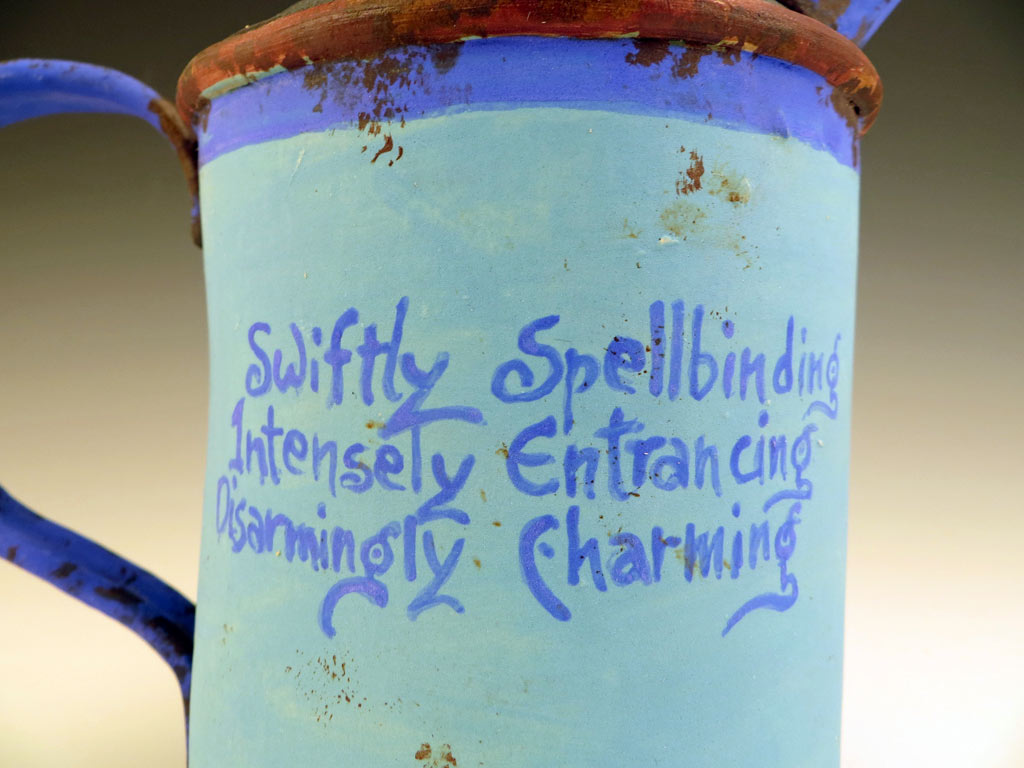 Swiftly Spellbinding
Intensely Entrancing
Disarmingly Charming